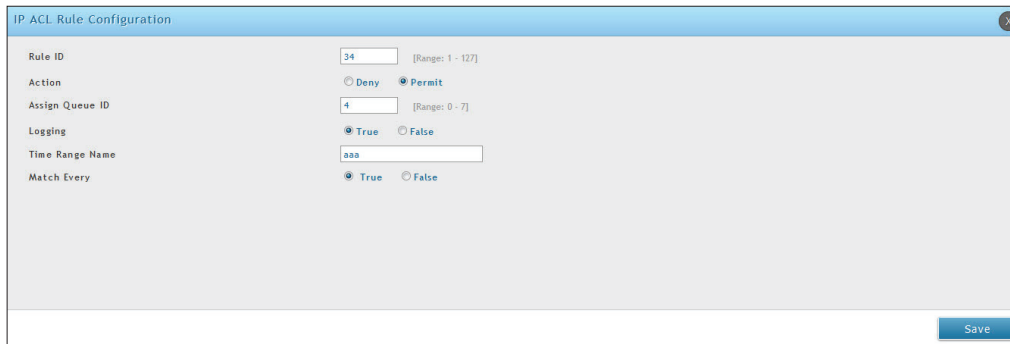 IP ACL Rule Configuration
Rule ID 34 [Range: 1 - 127]
Action Deny Permit
Assign Queue ID 4 [Range: 0 - 7]
Logging True False
Time Range Name aaa
Match Every True False
Save